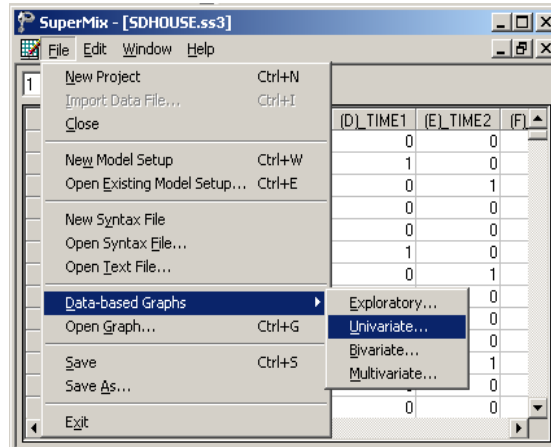 SuperMix - [SDHOUSE.ss3]
File Edit Window Help
1
New Project Ctrl+N
Import Data File... Ctrl+I
Close
New Model Setup Ctrl+W
Open Existing Model Setup... Ctrl+E
New Syntax File
Open Syntax File...
Open Text File...
Data-based Graphs
Open Graph... Ctrl+G
Save Ctrl+S
Save As...
Exit
Exploratory...
Univariate...
Bivariate...
Multivariate...
(D)_TIME1 (E)_TIME2 (F)_
0 0
1 0
0 1
0 0
0 0
1 0
0 1
0
0
0
1
0
0 0